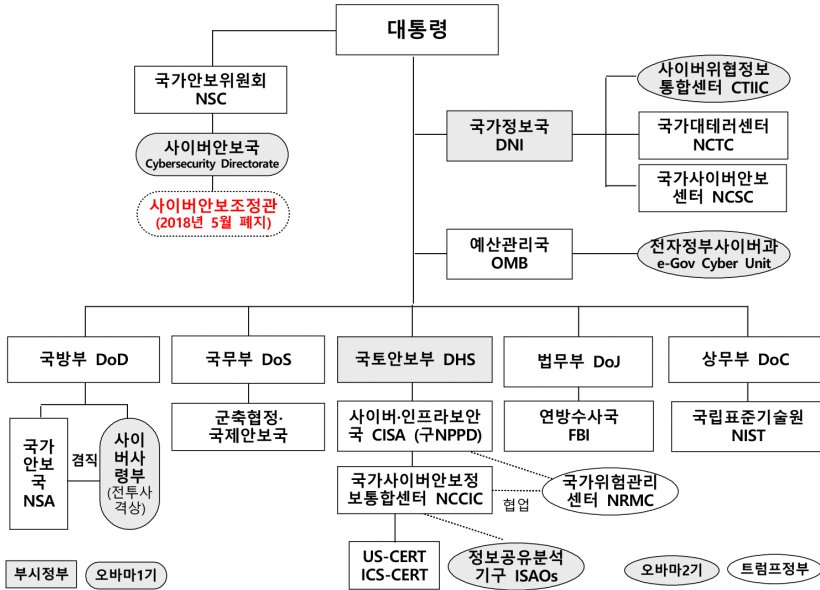 대통령
국가안보위원회
NSC
사이버안보국
Cybersecurity Directorate
사이버안보조정관
(2018년 5월 폐지)
국가정보국
DNI
사이버위협정보
통합센터 CTIIC
국가대테러센터
NCTC
국가사이버안보
센터 NCSC
예산관리국
OMB
전자정부사이버과
e-Gov Cyber Unit
국방부 DoD
국무부 DoS
국토안보부 DHS
법무부 DoJ
상무부 DoC
국가
안보
국
NSA
겸직
사이
버사
령부
(전투사
격상)
군축협정·
국제안보국
사이버·인프라보안
국 CISA (구NPPD)
연방수사국
FBI
국립표준기술원
NIST
국가사이버안보정
보통합센터 NCCIC
협업
국가위험관리
센터 NRMC
US-CERT
ICS-CERT
정보공유분석
기구 ISAOs
부시정부
오바마1기
오바마2기
트럼프정부